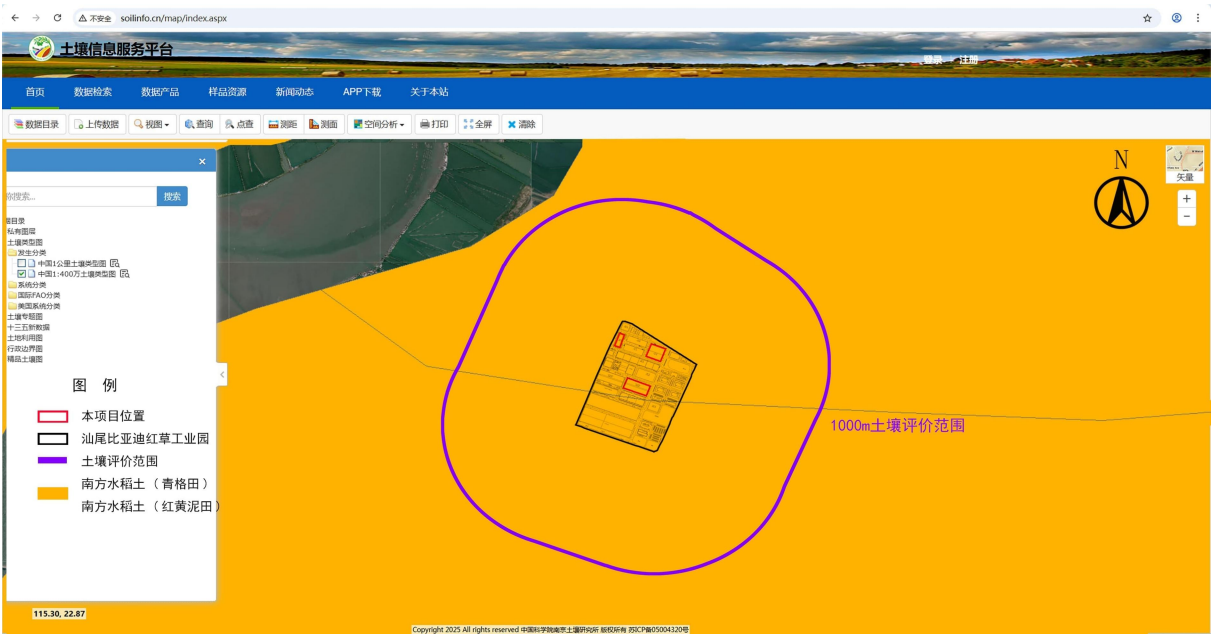 不安全 soilinfo.cn/map/index.aspx
土壤信息服务平台
登录 注册
首页 数据检索 数据产品 样品资源 新闻动态 APP下载 关于本站
数据目录 上传数据 视图 查询 点查 测距 测面 空间分析 打印 全屏 清除
N
矢量
+
−
×
搜索
据目录
私有图层
土壤类型图
发生分类
中国1公里土壤类型图
中国1:400万土壤类型图
系统分类
国际FAO分类
美国系统分类
土壤专题图
十三五新数据
土地利用图
行政边界图
精品土壤图
图 例
本项目位置
汕尾比亚迪红草工业园
土壤评价范围
南方水稻土(青格田)
南方水稻土(红黄泥田)
1000m土壤评价范围
115.30, 22.87
Copyright 2025 All rights reserved 中国科学院南京土壤研究所 版权所有 苏ICP备05004320号